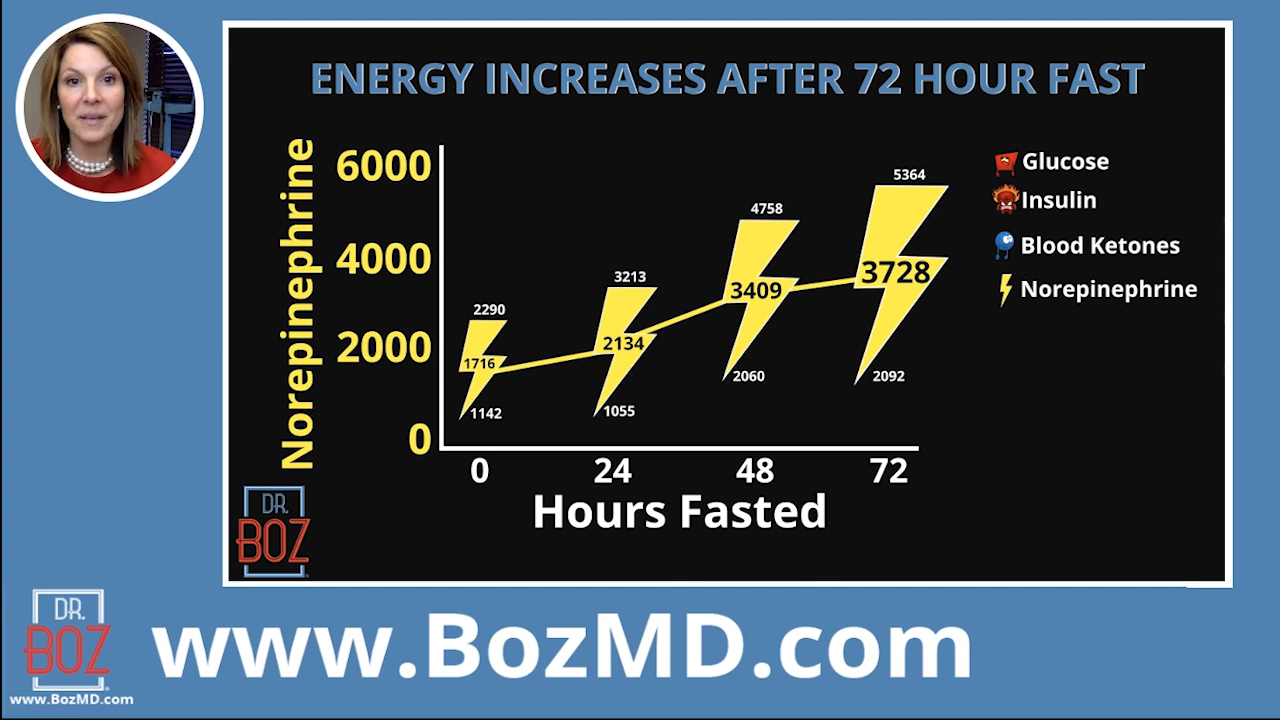 ENERGY INCREASES AFTER 72 HOUR FAST
Norepinephrine
6000
4000
2000
0
2290
1716
1142
3213
2134
1055
4758
3409
2060
5364
3728
2092
0 24 48 72
Hours Fasted
Glucose
Insulin
Blood Ketones
Norepinephrine
DR.
BOZ
DR.
BOZ
www.BozMD.com
www.BozMD.com